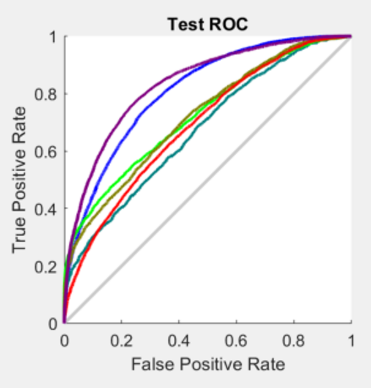 Test ROC
1
0.8
0.6
0.4
0.2
0
True Positive Rate
0 0.2 0.4 0.6 0.8 1
False Positive Rate